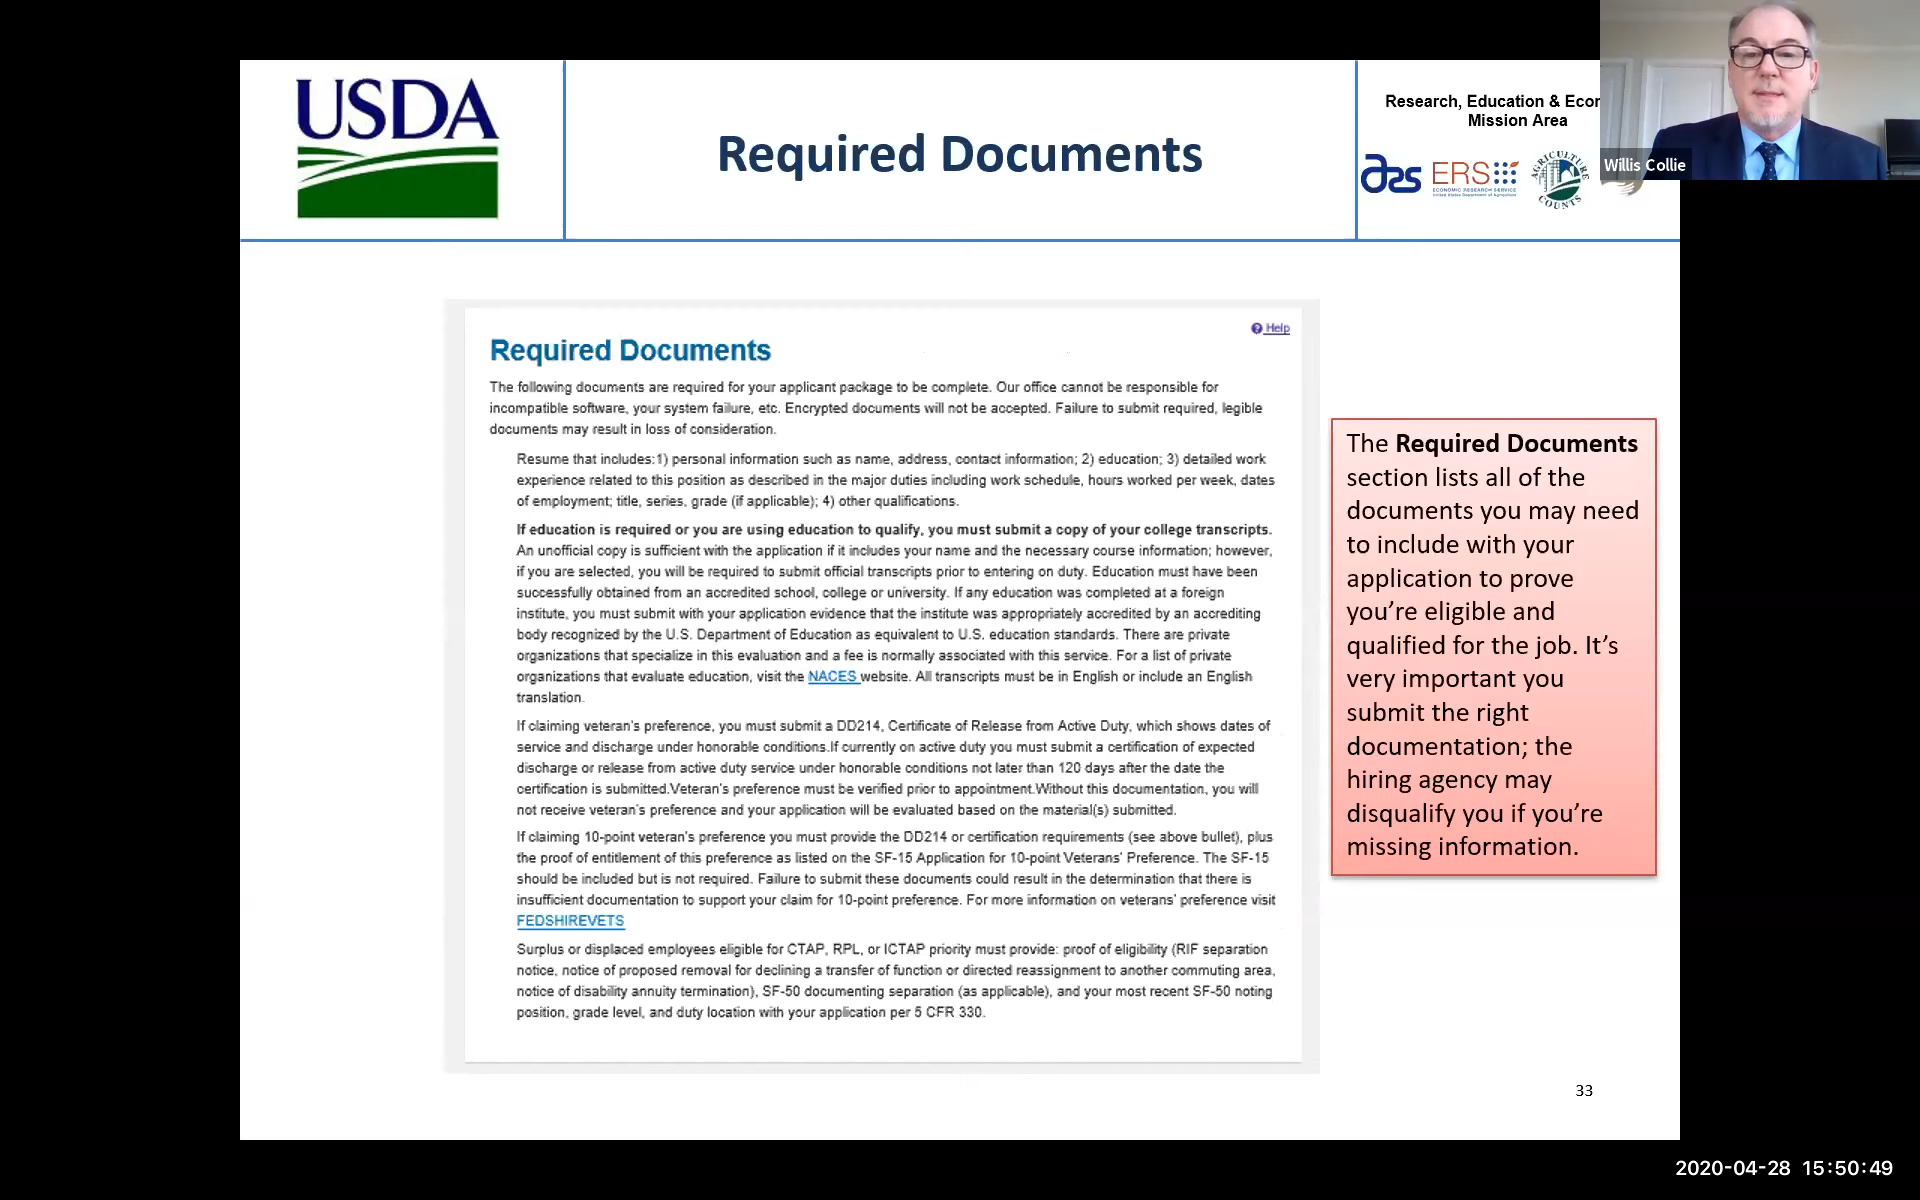 USDA
Required Documents
Research, Education & Econ
Mission Area
ars
ERS
ECONOMIC RESEARCH SERVICE
United States Department of Agriculture
AGRICULTURE
COUNTS
Willis Collie
Help
Required Documents
The following documents are required for your applicant package to be complete. Our office cannot be responsible for
incompatible software, your system failure, etc. Encrypted documents will not be accepted. Failure to submit required, legible
documents may result in loss of consideration.
Resume that includes:1) personal information such as name, address, contact information; 2) education; 3) detailed work
experience related to this position as described in the major duties including work schedule, hours worked per week, dates
of employment; title, series, grade (if applicable); 4) other qualifications.
If education is required or you are using education to qualify, you must submit a copy of your college transcripts.
An unofficial copy is sufficient with the application if it includes your name and the necessary course information; however,
if you are selected, you will be required to submit official transcripts prior to entering on duty. Education must have been
successfully obtained from an accredited school, college or university. If any education was completed at a foreign
institute, you must submit with your application evidence that the institute was appropriately accredited by an accrediting
body recognized by the U.S. Department of Education as equivalent to U.S. education standards. There are private
organizations that specialize in this evaluation and a fee is normally associated with this service. For a list of private
organizations that evaluate education, visit the NACES website. All transcripts must be in English or include an English
translation.
If claiming veteran's preference, you must submit a DD214, Certificate of Release from Active Duty, which shows dates of
service and discharge under honorable conditions.If currently on active duty you must submit a certification of expected
discharge or release from active duty service under honorable conditions not later than 120 days after the date the
certification is submitted.Veteran's preference must be verified prior to appointment.Without this documentation, you will
not receive veteran's preference and your application will be evaluated based on the material(s) submitted.
If claiming 10-point veteran's preference you must provide the DD214 or certification requirements (see above bullet), plus
the proof of entitlement of this preference as listed on the SF-15 Application for 10-point Veterans' Preference. The SF-15
should be included but is not required. Failure to submit these documents could result in the determination that there is
insufficient documentation to support your claim for 10-point preference. For more information on veterans' preference visit
FEDSHIREVETS
Surplus or displaced employees eligible for CTAP, RPL, or ICTAP priority must provide: proof of eligibility (RIF separation
notice, notice of proposed removal for declining a transfer of function or directed reassignment to another commuting area,
notice of disability annuity termination), SF-50 documenting separation (as applicable), and your most recent SF-50 noting
position, grade level, and duty location with your application per 5 CFR 330.
The Required Documents
section lists all of the
documents you may need
to include with your
application to prove
you're eligible and
qualified for the job. It's
very important you
submit the right
documentation; the
hiring agency may
disqualify you if you're
missing information.
33
2020-04-28 15:50:49